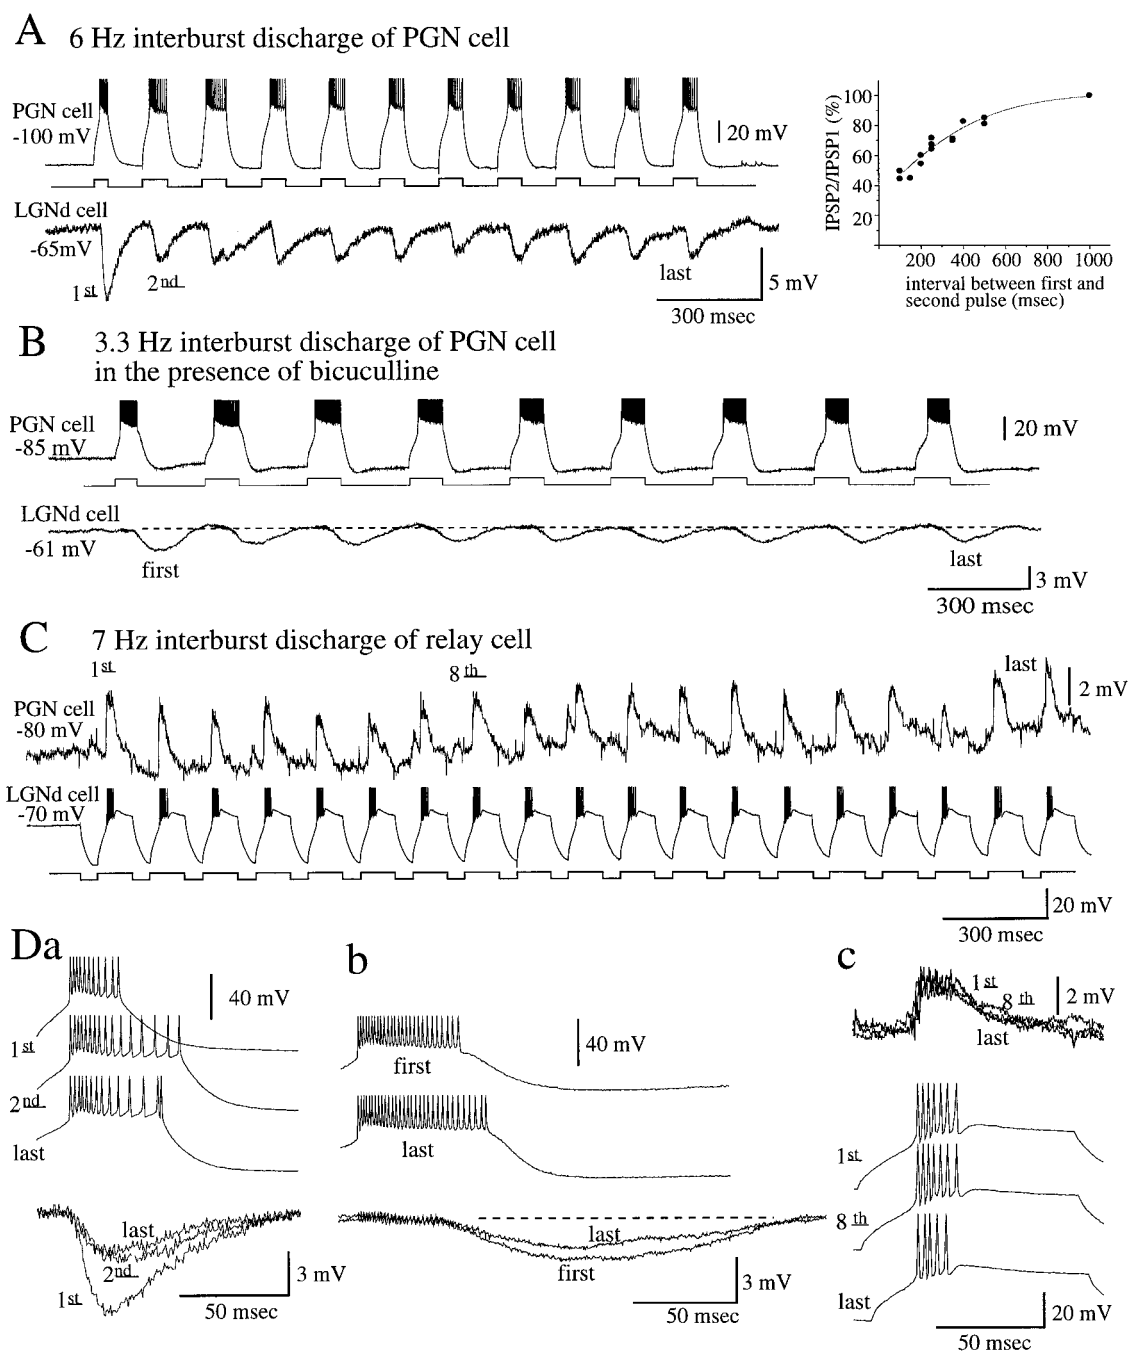 A 6 Hz interburst discharge of PGN cell
PGN cell
-100 mV
20 mV
LGNd cell
-65mV
1st
2nd
last
5 mV
300 msec
IPSP2/IPSP1 (%)
100
80
60
40
20
200 400 600 800 1000
interval between first and
second pulse (msec)
B 3.3 Hz interburst discharge of PGN cell
in the presence of bicuculline
PGN cell
-85 mV
20 mV
LGNd cell
-61 mV
first
last
3 mV
300 msec
C 7 Hz interburst discharge of relay cell
1st
8th
last
2 mV
PGN cell
-80 mV
LGNd cell
-70 mV
20 mV
300 msec
Da
40 mV
1st
2nd
last
last
2nd
1st
3 mV
50 msec
b
40 mV
first
last
last
first
3 mV
50 msec
c
1st
8th
last
2 mV
1st
8th
last
20 mV
50 msec